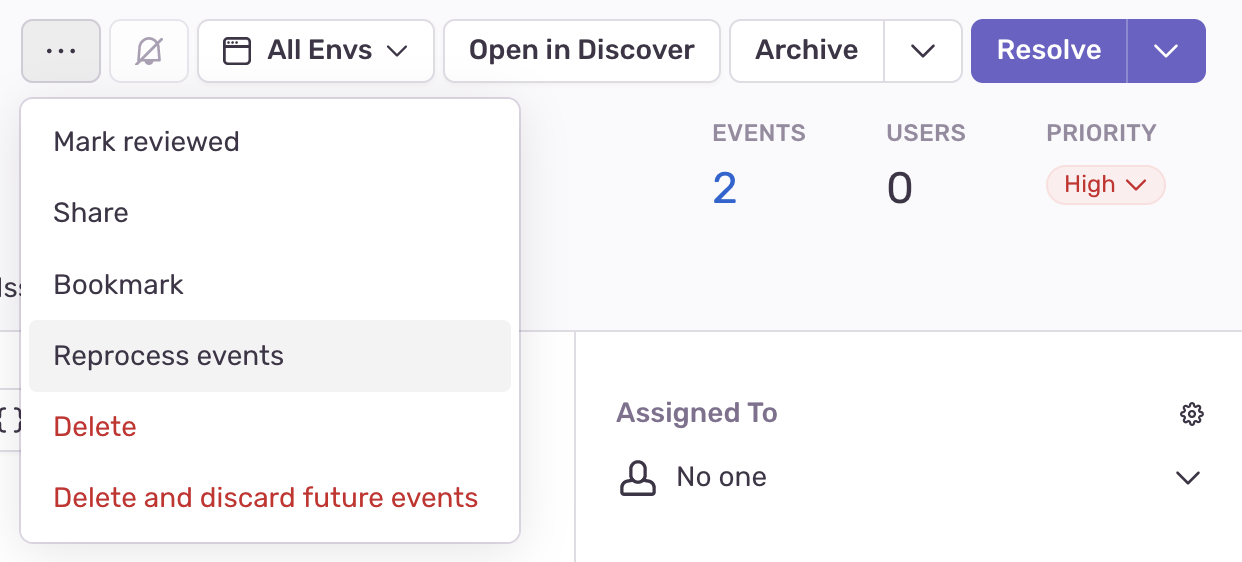 All Envs
Open in Discover
Archive
Resolve
Mark reviewed
Share
Bookmark
Reprocess events
Delete
Delete and discard future events
EVENTS
2
USERS
0
PRIORITY
High
{}
Assigned To
No one